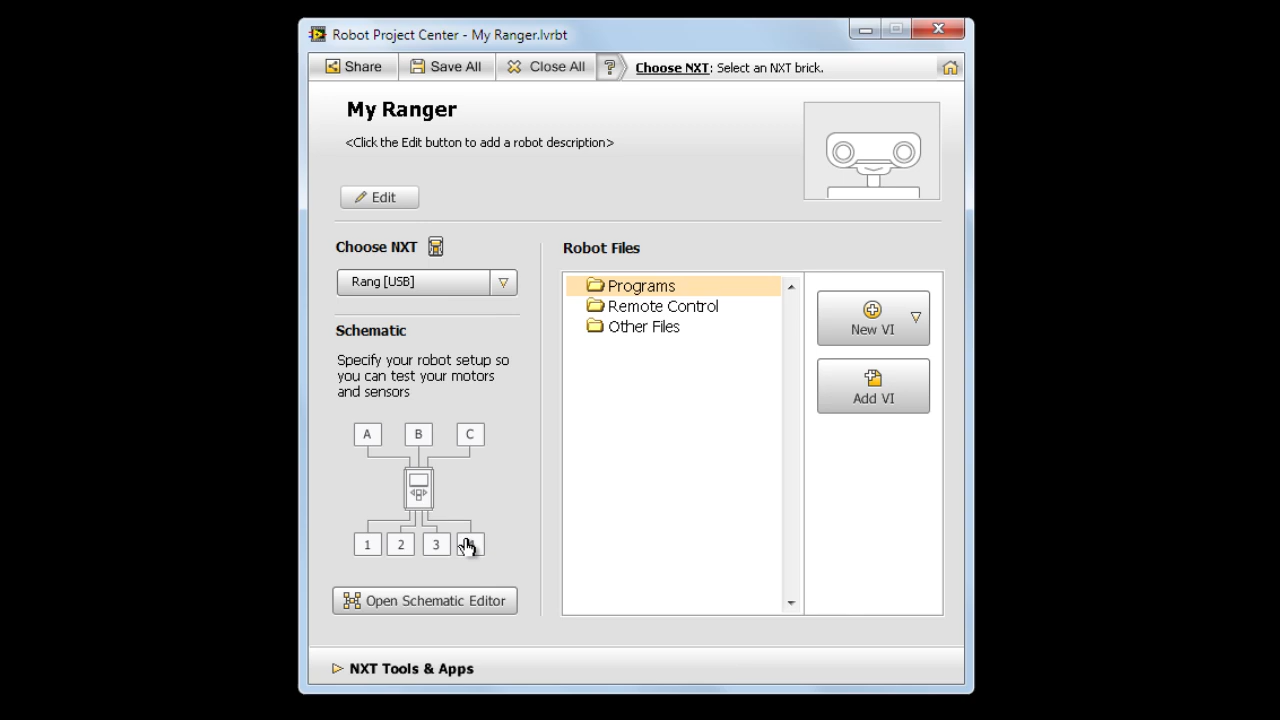 Robot Project Center - My Ranger.lvrbt
Share Save All Close All ? Choose NXT: Select an NXT brick.
My Ranger
<Click the Edit button to add a robot description>
Edit
Choose NXT
Rang [USB]
Schematic
Specify your robot setup so
you can test your motors
and sensors
A B C
1 2 3
Open Schematic Editor
Robot Files
Programs
Remote Control
Other Files
New VI
Add VI
NXT Tools & Apps